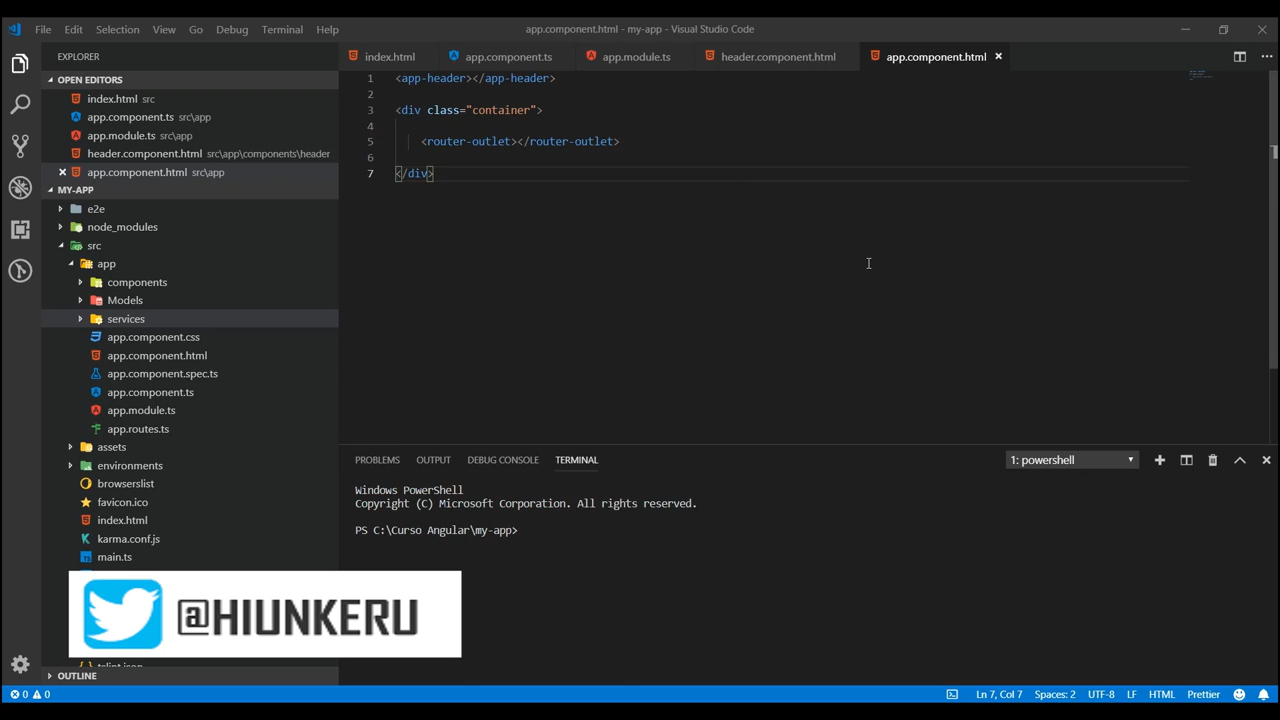 File Edit Selection View Go Debug Terminal Help
app.component.html - my-app - Visual Studio Code
EXPLORER
OPEN EDITORS
index.html src
app.component.ts src\app
app.module.ts src\app
header.component.html src\app\components\header
app.component.html src\app
MY-APP
e2e
node_modules
src
app
components
Models
services
app.component.css
app.component.html
app.component.spec.ts
app.component.ts
app.module.ts
app.routes.ts
assets
environments
browserslist
favicon.ico
index.html
karma.conf.js
main.ts
@HIUNKERU
tslint.json
OUTLINE
index.html app.component.ts app.module.ts header.component.html app.component.html
1 <app-header></app-header>
2
3 <div class="container">
4
5 <router-outlet></router-outlet>
6
7 </div>
PROBLEMS OUTPUT DEBUG CONSOLE TERMINAL
1: powershell
Windows PowerShell
Copyright (C) Microsoft Corporation. All rights reserved.
PS C:\Curso Angular\my-app>
0 0
Ln 7, Col 7 Spaces: 2 UTF-8 LF HTML Prettier